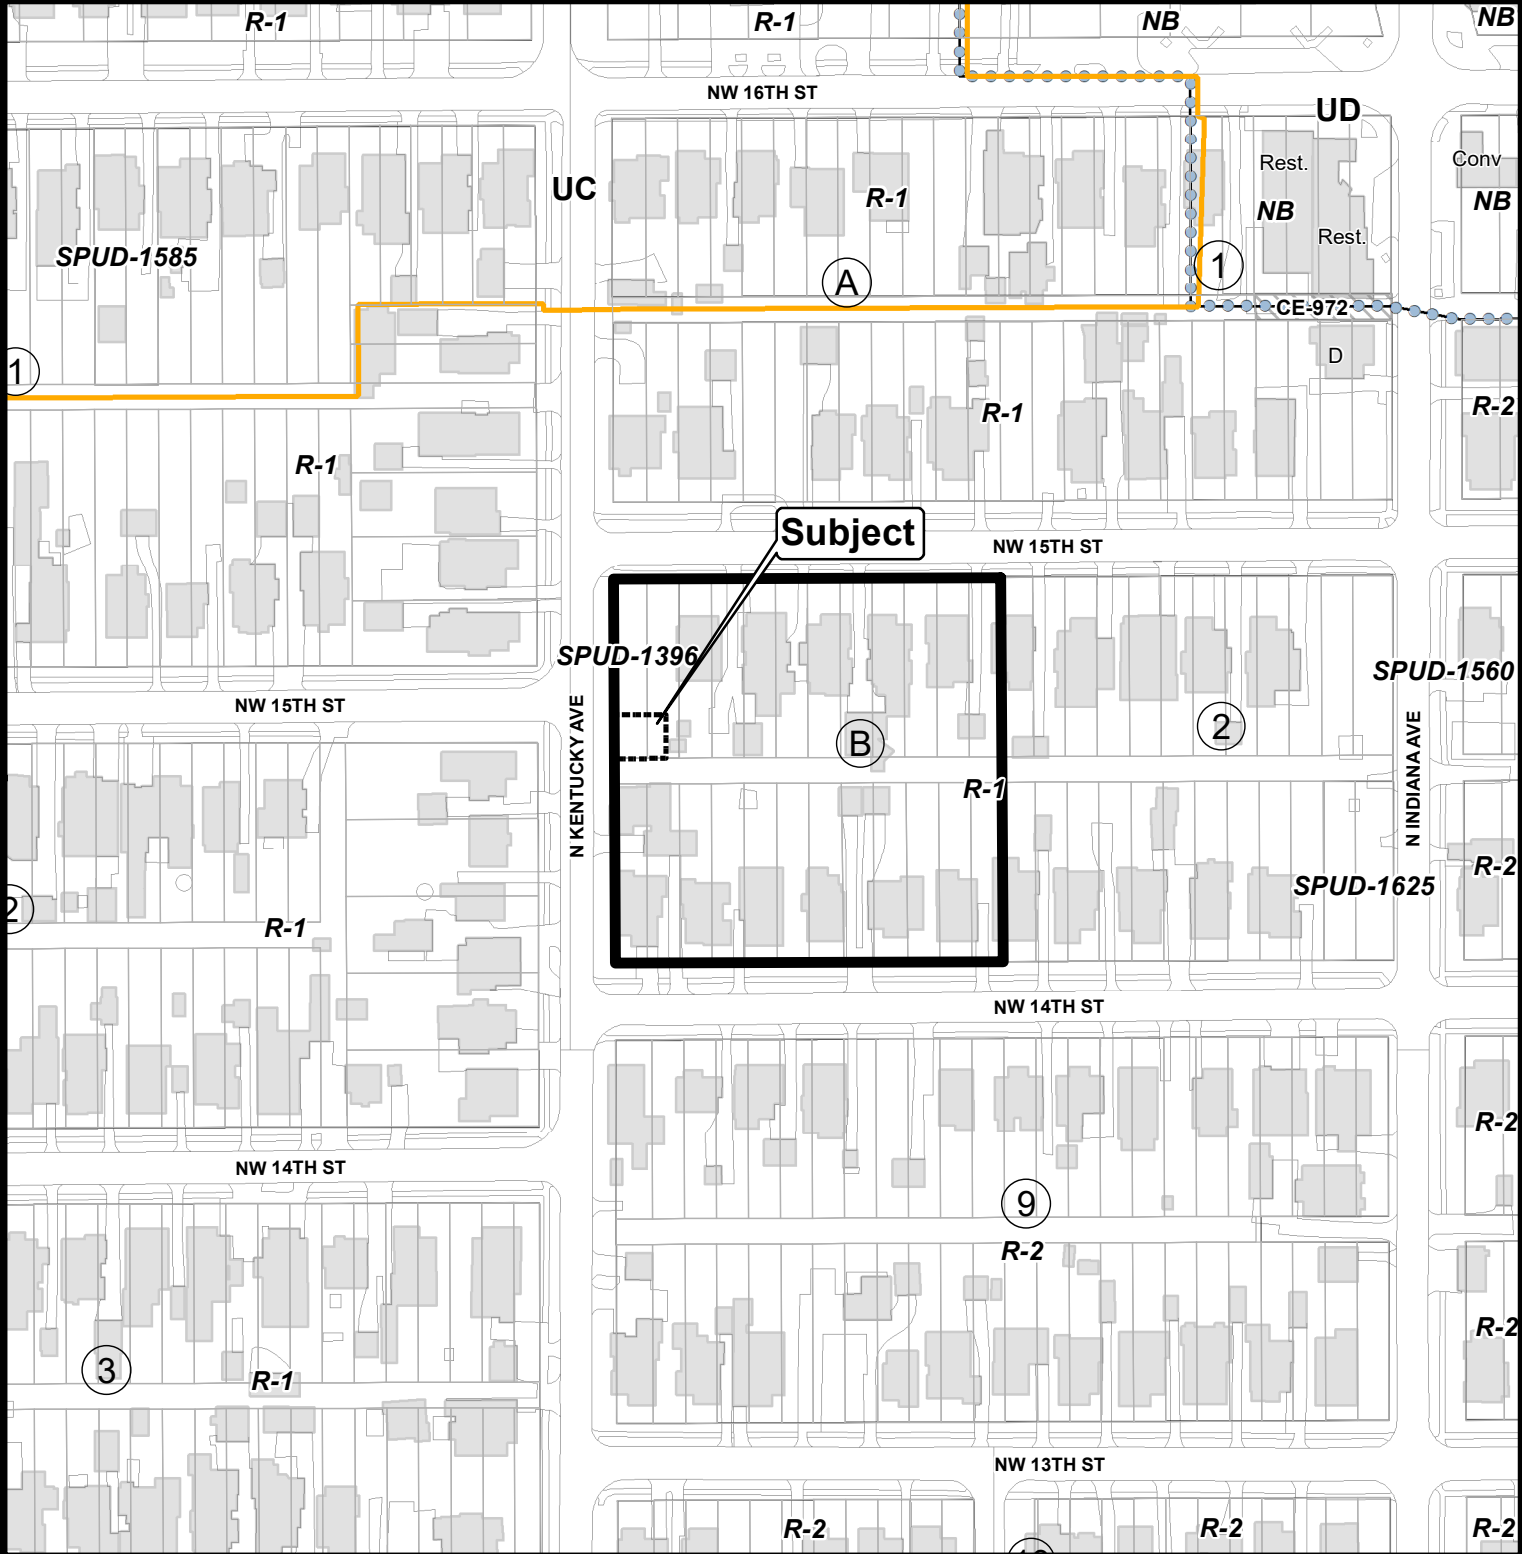 R-1
R-1
NB
NB
NW 16TH ST
UD
Rest.
Conv
UC
R-1
NB
NB
Rest.
SPUD-1585
A
1
CE-972
D
1
R-1
R-2
R-1
Subject
NW 15TH ST
SPUD-1396
SPUD-1560
NW 15TH ST
N KENTUCKY AVE
N INDIANA AVE
B
2
R-1
SPUD-1625
R-2
2
R-1
NW 14TH ST
R-2
NW 14TH ST
9
R-2
R-2
3
R-1
NW 13TH ST
R-2
R-2
R-2